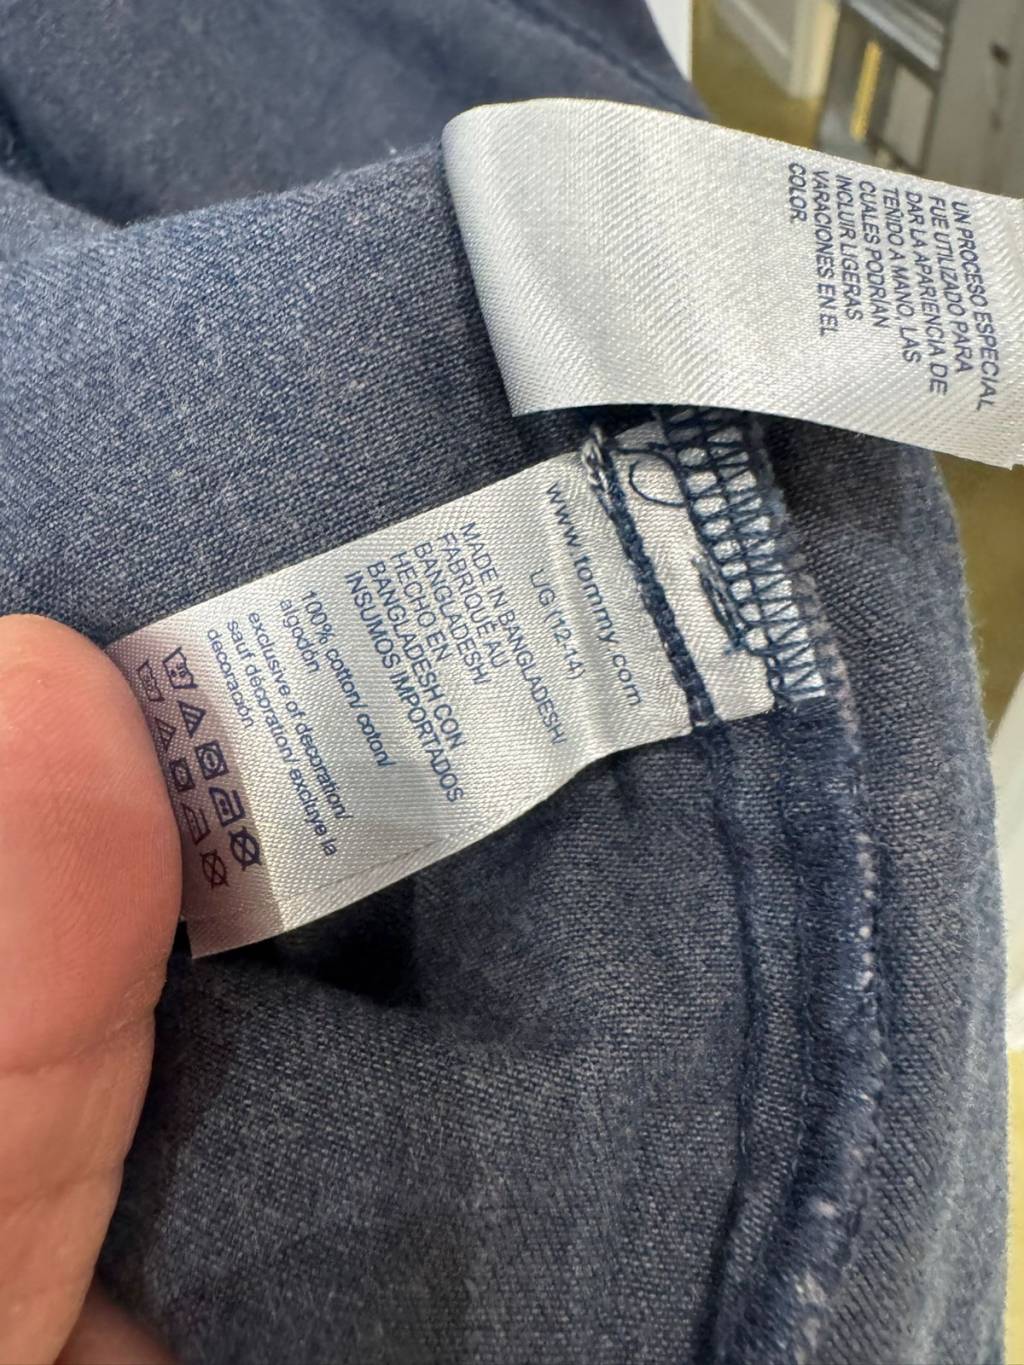 UN PROCESO ESPECIAL
FUE UTILIZADO PARA
DAR LA APARIENCIA DE
TEÑIDO A MANO, LAS
CUALES PODRÍAN
INCLUIR LIGERAS
VARACIONES EN EL
COLOR.
www.tommy.com
L/G (12-14)
MADE IN BANGLADESH/
FABRIQUÉ AU
BANGLADESH/
HECHO EN
BANGLADESH CON
INSUMOS IMPORTADOS
100% cotton/ coton/
algodón
exclusive of decoration/
sauf décoration/ excluye la
decoración